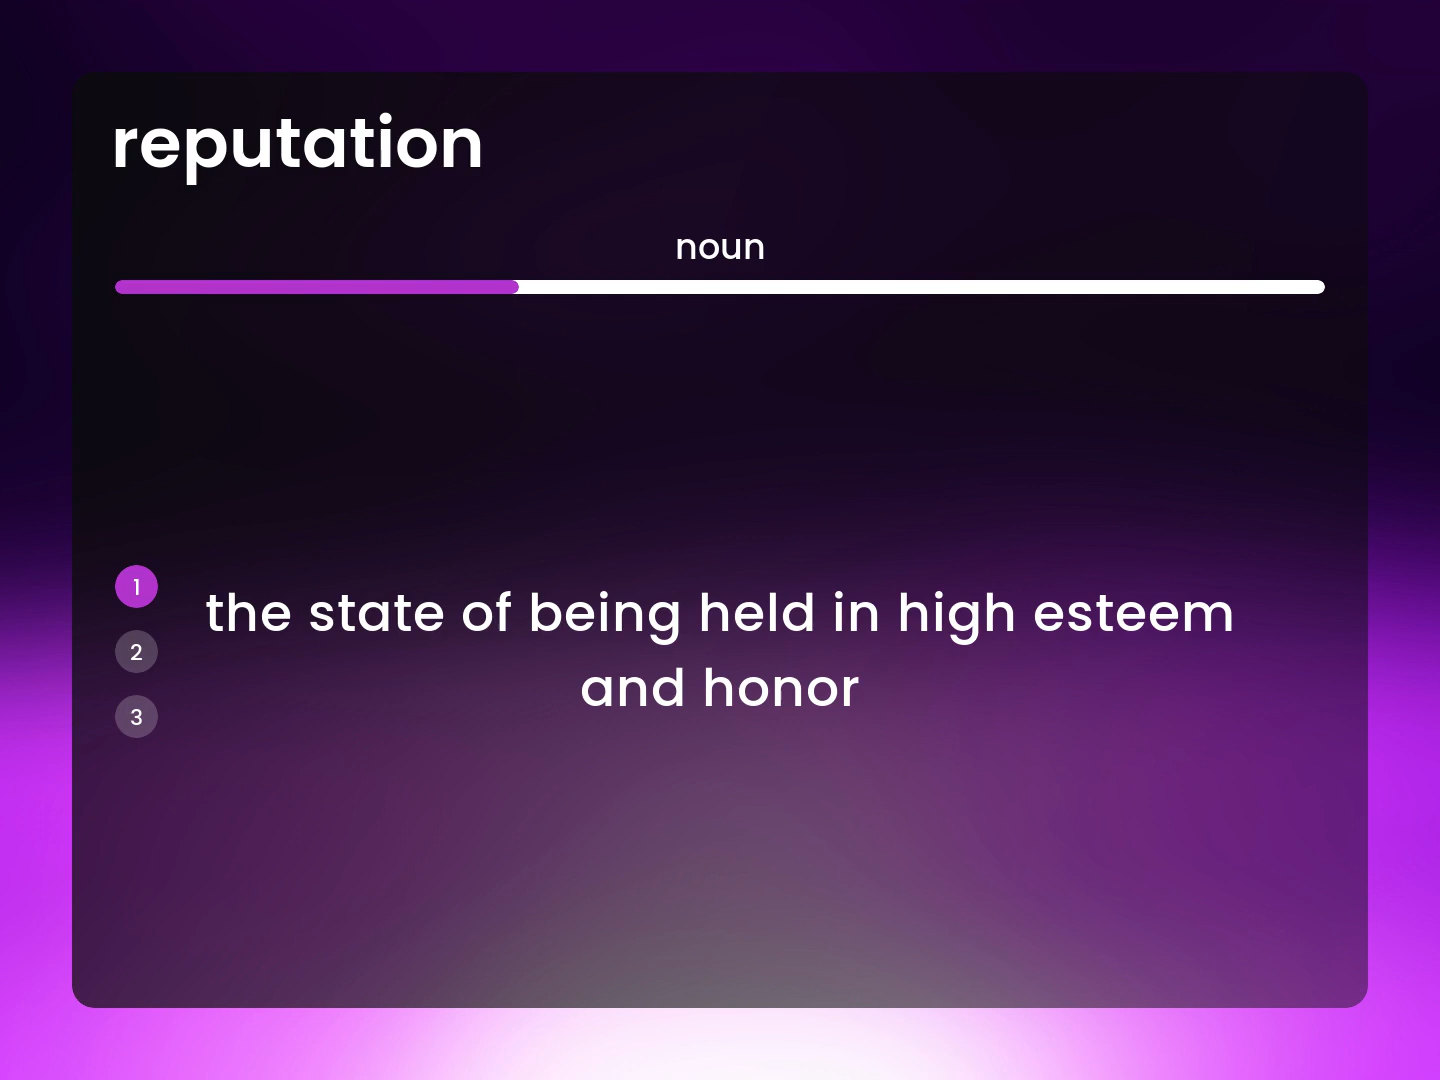 reputation
noun
1
the state of being held in high esteem
2
and honor
3